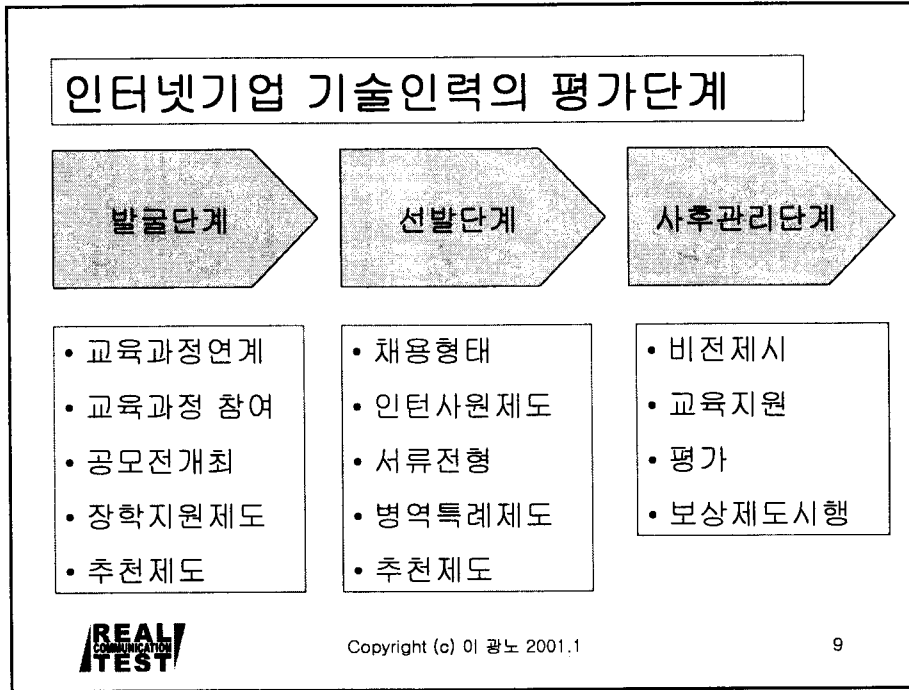 인터넷기업 기술인력의 평가단계
발굴단계
선발단계
사후관리단계
• 교육과정연계
• 교육과정 참여
• 공모전개최
• 장학지원제도
• 추천제도
• 채용형태
• 인턴사원제도
• 서류전형
• 병역특례제도
• 추천제도
• 비전제시
• 교육지원
• 평가
• 보상제도시행
REAL
COMMUNICATION
TEST
Copyright (c) 이 광노 2001.1
9